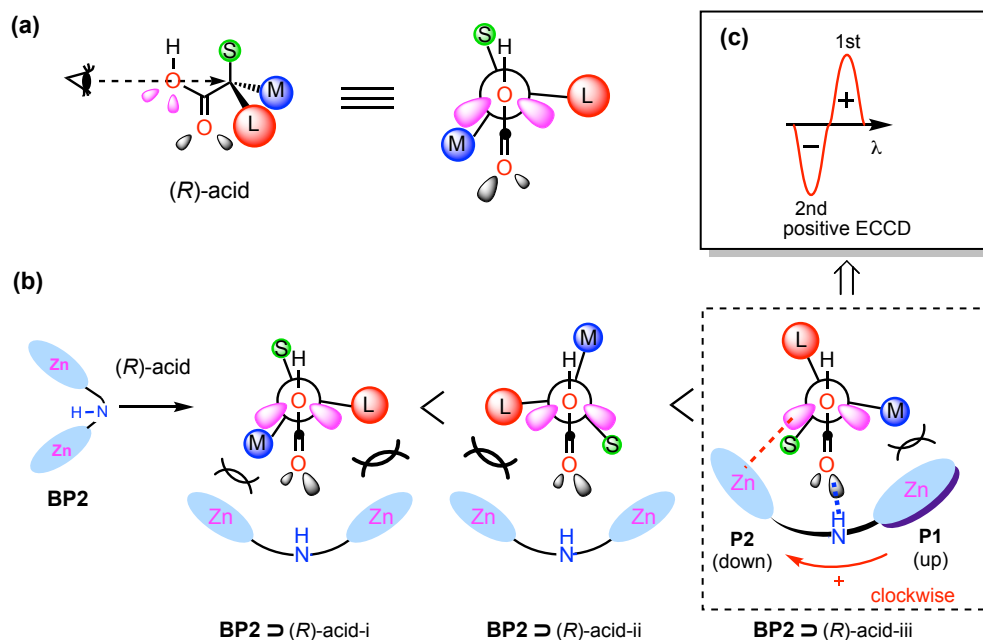 (a)
H
S
O
M
L
O
(R)-acid
S
H
O
L
M
O
(c)
1st
+
λ
−
2nd
positive ECCD
(b)
Zn
(R)-acid
H-N
Zn
BP2
S
H
O
L
M
O
Zn
Zn
H
N
BP2 ⊃ (R)-acid-i
<
M
H
L
O
S
O
Zn
Zn
H
N
BP2 ⊃ (R)-acid-ii
<
L
H
O
M
S
O
Zn
Zn
H
N
P2
(down)
P1
(up)
+
clockwise
BP2 ⊃ (R)-acid-iii